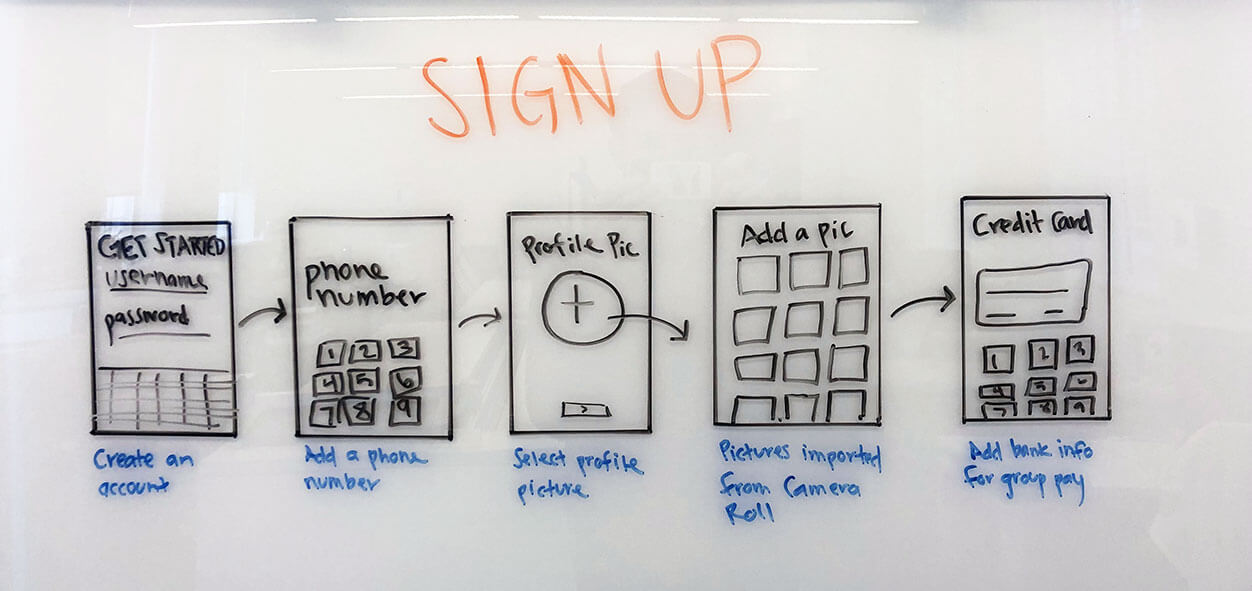 SIGN UP
GET STARTED
username
password
Create an
account
phone
number
1 2 3
4 5 6
7 8 9
Add a phone
number
Profile Pic
+
>
Select profile
picture
Add a pic
Pictures imported
from Camera
Roll
Credit Card
1 2 3
4 5 6
7 8 9
Add bank info
for group pay